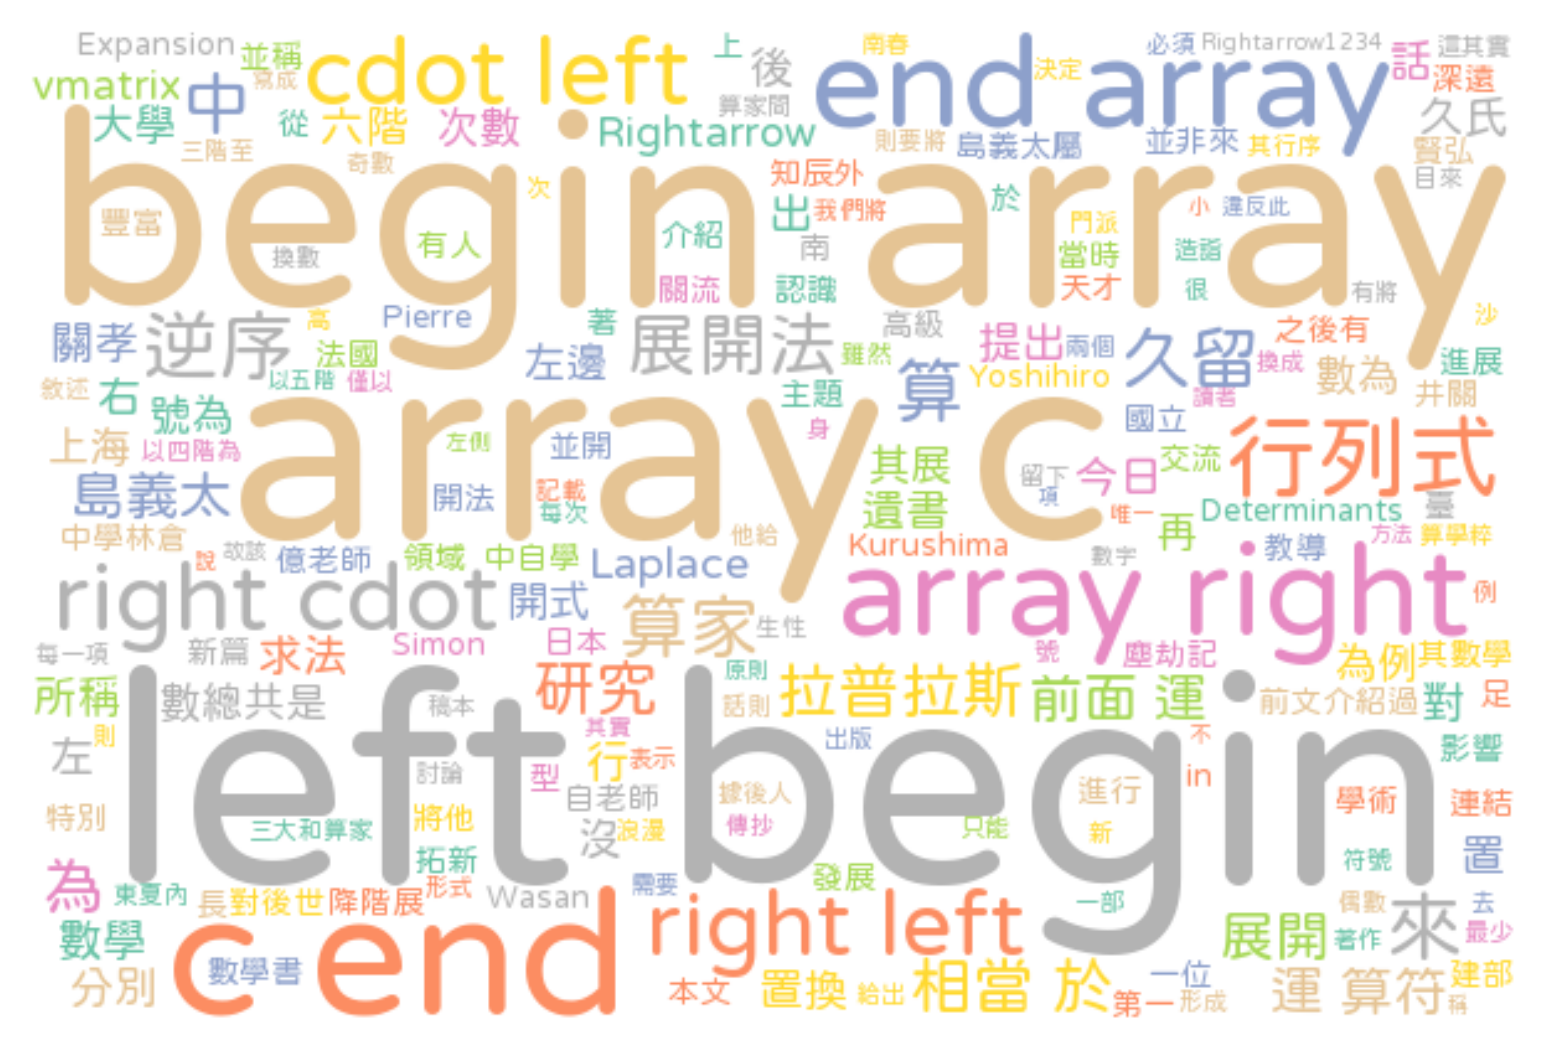 Expansion 並稱 cdot left 上 後 南春 end array 必須 Rightarrow1234 話 這其實
vmatrix 中 寫成 算家間 決定 深遠
大學 從 六階 次數 Rightarrow 則要將 島義太屬 並非來 其行序 久氏
三階至 奇數 begin array 知辰外 賢弘 目來
豐富 換數 有人 次 介紹 出 我們將 南 於 門派 小 違反此
關流 認識 當時 天才 造詣 很 有將
關孝 逆序 高 Pierre 著 展開法 高級 提出 兩個 久留 之後有 沙
法國 左邊 雖然 換成 數為 進展
敘述 右 以五階 僅以 主題 算 Yoshihiro 讀者 井關
號為 array c 國立 行列式
上海 以四階為 左側 並開 身 其展 留下 今日 交流
島義太 開法 記載 每次 遺書 項 唯一 Determinants 臺
中學林倉 他給 Kurushima 再 教導 方法 算學粹
說 故該 億老師 領域 中自學 Laplace 數字
right cdot 開式 算家 生性 array right 例
每一項 新篇 求法 Simon 日本 號 塵劫記 為例 其數學
所稱 數總共是 稿本 研究 原則 話則 拉普拉斯 前面 運 前文介紹過 對 足
左 則 left begin 其實 出版 不 影響
討論 型 行 表示 in
特別 三大和算家 將他 自老師 據後人 進行 學術 連結
拓新 沒 浪漫 傳抄 只能 新 符號 置
為 東夏內 長 對後世 降階展 形式 Wasan 需要 發展 一部 偶數 去
數學 c end right left 展開 著作 來 最少
分別 數學書 本文 置換 給出 相當 於 一位 第一 形成 運 算符 建部 稱